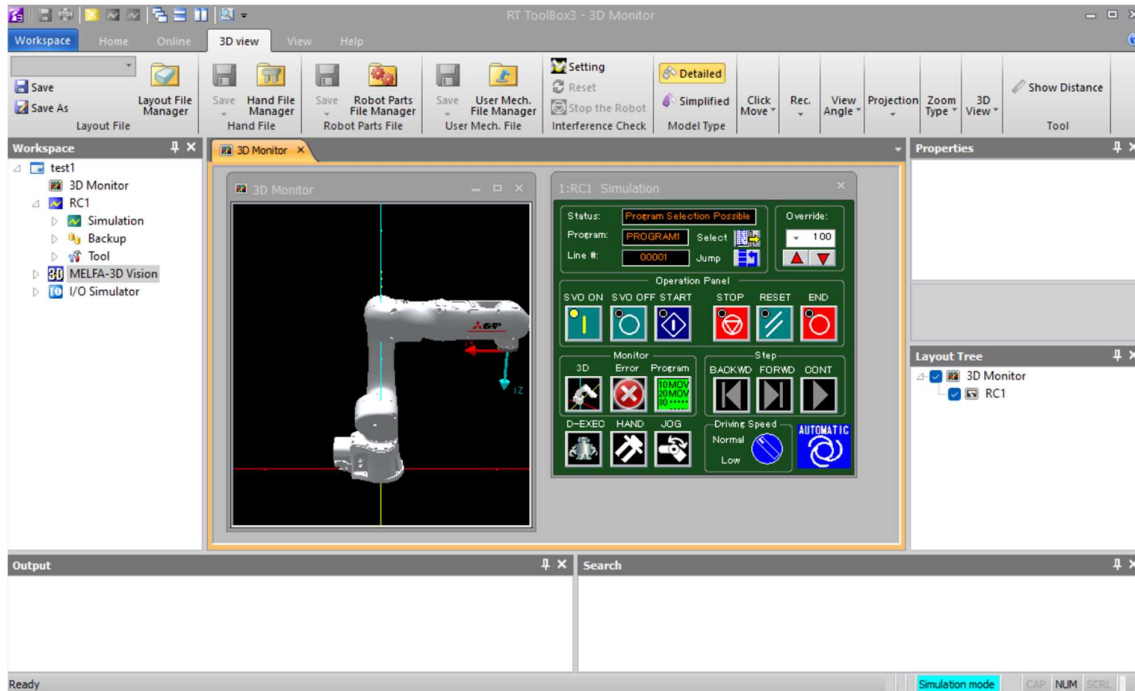 RT ToolBox3 - 3D Monitor
Workspace Home Online 3D view View Help
Save
Save As
Layout File Manager
Layout File
Save
Hand File Manager
Hand File
Save
Robot Parts File Manager
Robot Parts File
Save
User Mech. File Manager
User Mech. File
Setting
Reset
Stop the Robot
Interference Check
Detailed
Simplified
Model Type
Click Move
Rec.
View Angle
Projection
Zoom Type
3D View
Show Distance
Tool
Workspace
test1
3D Monitor
RC1
Simulation
Backup
Tool
MELFA-3D Vision
I/O Simulator
3D Monitor
3D Monitor
1:RC1 Simulation
Status: Program Selection Possible
Program: PROGRAM1 Select
Line #: 00001 Jump
Override:
100
Operation Panel
SVO ON SVO OFF START STOP RESET END
Monitor
3D Error Program
10 MOV
20 MOV
Step
BACKWD FORWD CONT
D-EXEC HAND JOG
Driving Speed
Normal
Low
AUTOMATIC
Properties
Layout Tree
3D Monitor
RC1
Output
Search
Ready
Simulation mode CAP NUM SCRL